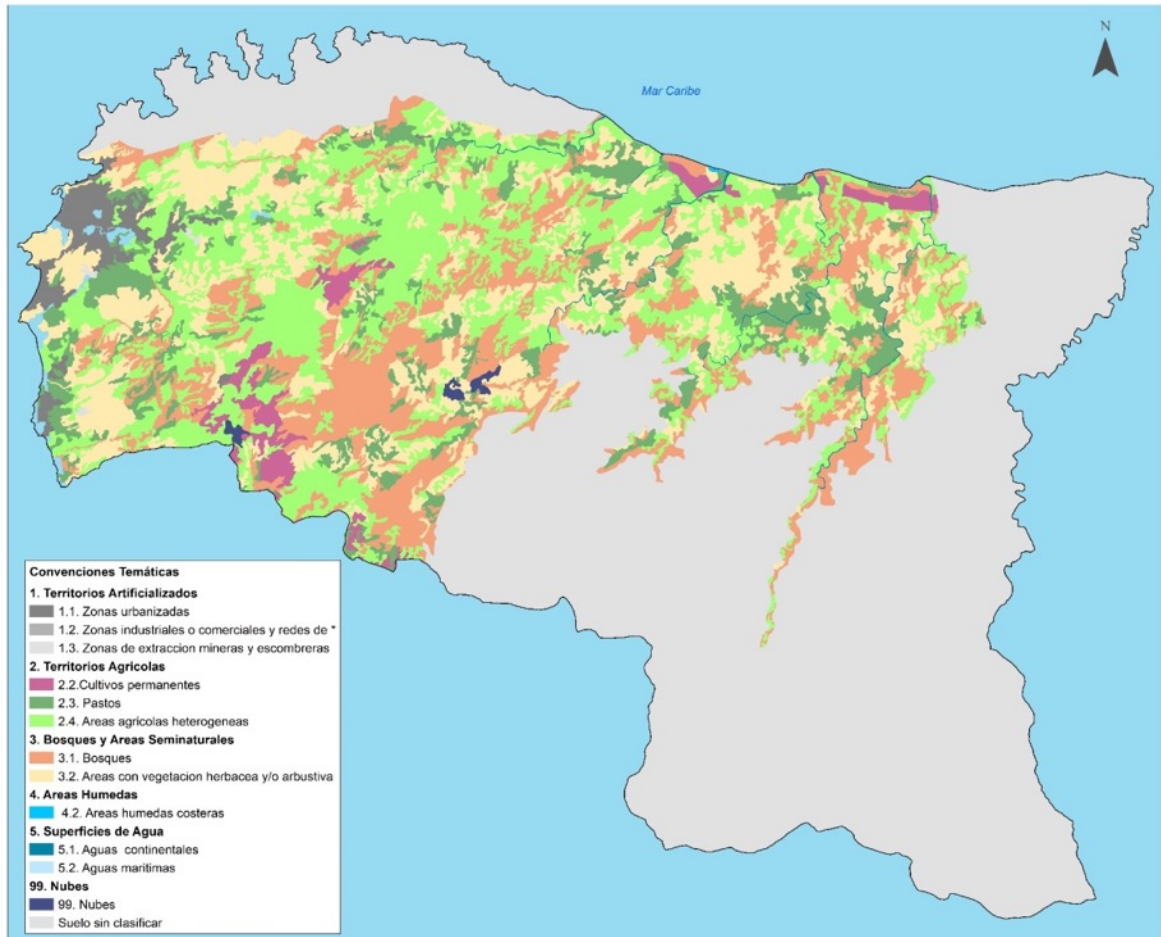 N
Mar Caribe
Convenciones Temáticas
1. Territorios Artificializados
1.1. Zonas urbanizadas
1.2. Zonas industriales o comerciales y redes de *
1.3. Zonas de extraccion mineras y escombreras
2. Territorios Agrícolas
2.2.Cultivos permanentes
2.3. Pastos
2.4. Areas agrícolas heterogeneas
3. Bosques y Areas Seminaturales
3.1. Bosques
3.2. Areas con vegetacion herbacea y/o arbustiva
4. Areas Humedas
4.2. Areas humedas costeras
5. Superficies de Agua
5.1. Aguas continentales
5.2. Aguas maritimas
99. Nubes
99. Nubes
Suelo sin clasificar